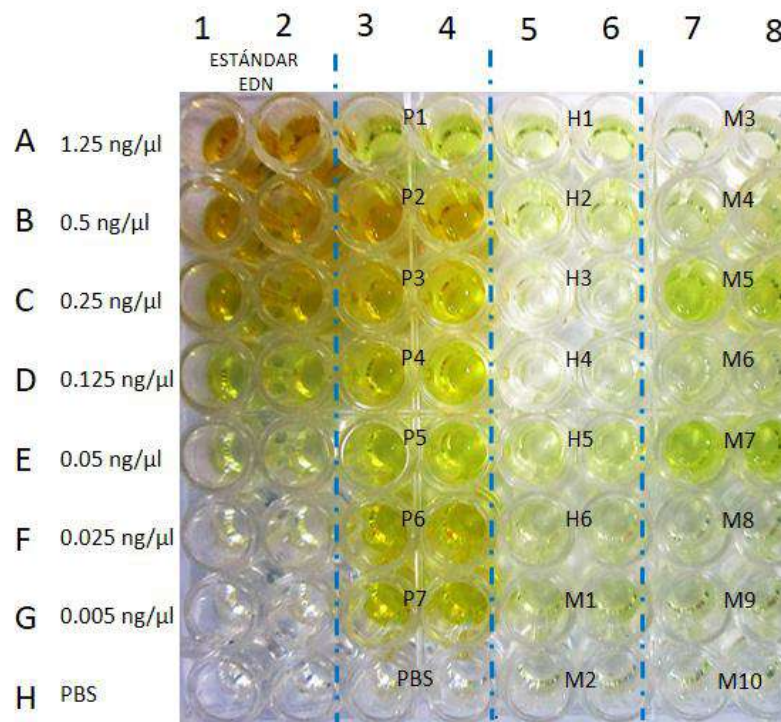 1 2 3 4 5 6 7 8
ESTÁNDAR
EDN
A 1.25 ng/µl P1 H1 M3
B 0.5 ng/µl P2 H2 M4
C 0.25 ng/µl P3 H3 M5
D 0.125 ng/µl P4 H4 M6
E 0.05 ng/µl P5 H5 M7
F 0.025 ng/µl P6 H6 M8
G 0.005 ng/µl P7 M1 M9
H PBS PBS M2 M10